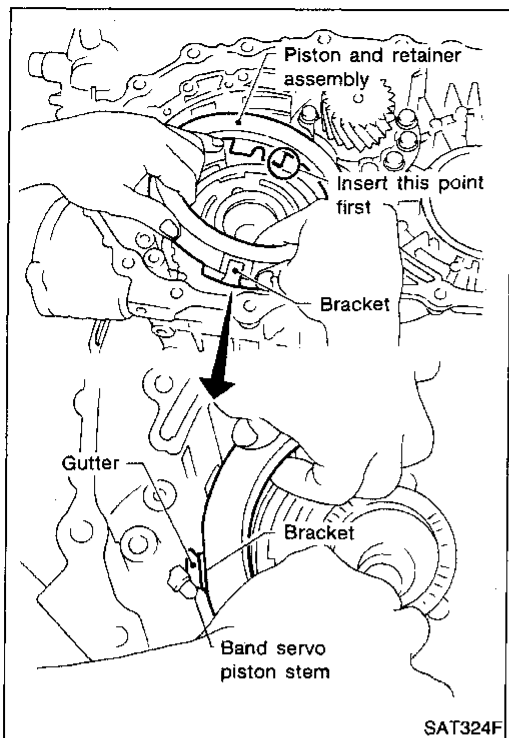 Piston and retainer
assembly
Insert this point
first
Bracket
Gutter
Bracket
Band servo
piston stem
SAT324F